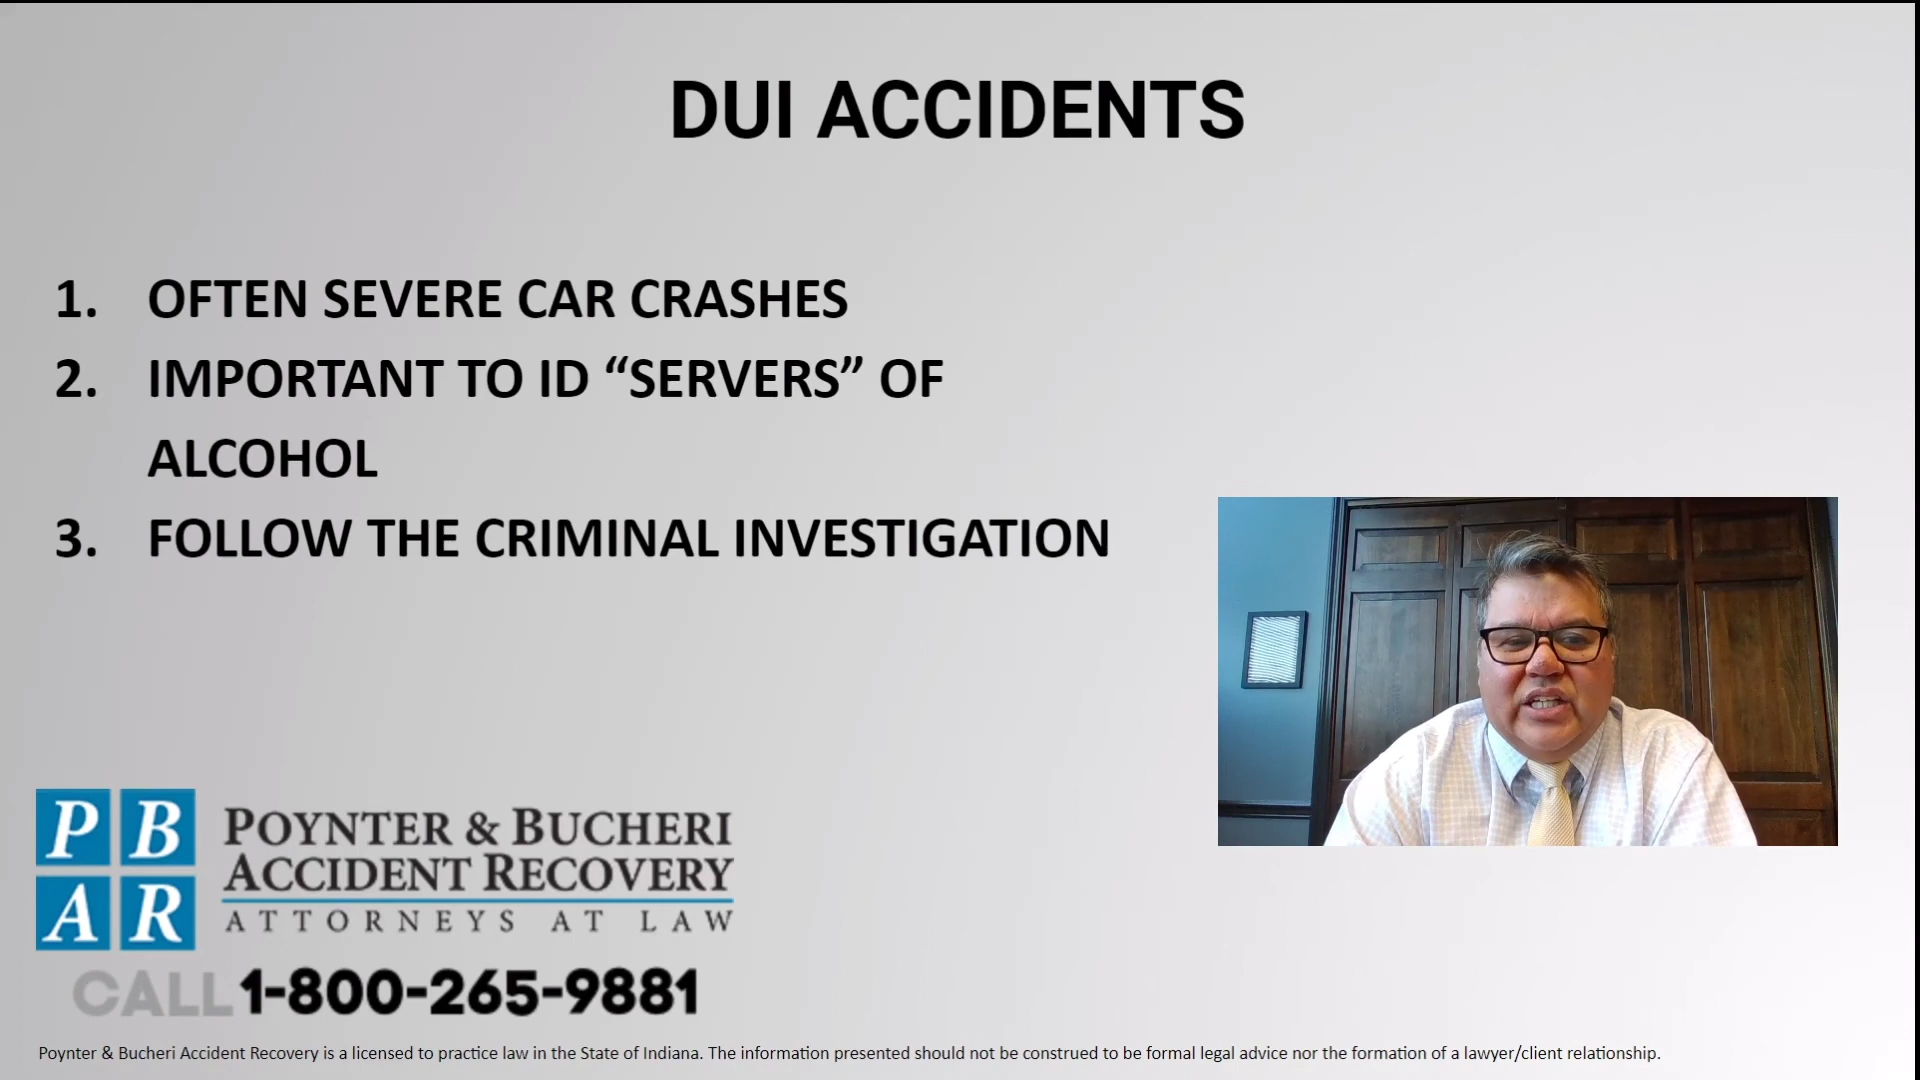 DUI ACCIDENTS
1. OFTEN SEVERE CAR CRASHES
2. IMPORTANT TO ID “SERVERS” OF
ALCOHOL
3. FOLLOW THE CRIMINAL INVESTIGATION
P B
A R
POYNTER & BUCHERI
ACCIDENT RECOVERY
ATTORNEYS AT LAW
CALL 1-800-265-9881
Poynter & Bucheri Accident Recovery is a licensed to practice law in the State of Indiana. The information presented should not be construed to be formal legal advice nor the formation of a lawyer/client relationship.